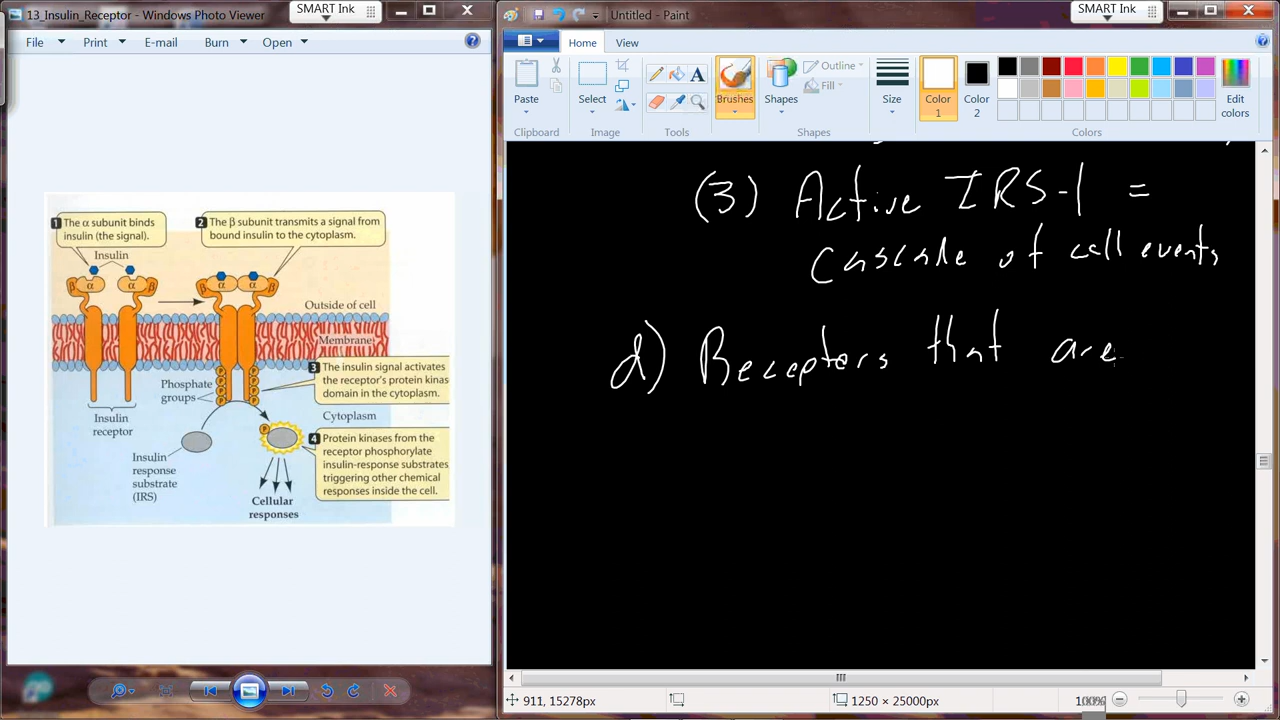 13_Insulin_Receptor - Windows Photo Viewer
SMART Ink
File Print E-mail Burn Open
1 The α subunit binds
insulin (the signal).
2 The β subunit transmits a signal from
bound insulin to the cytoplasm.
Insulin
β α α β
β α α β
Outside of cell
Membrane
3 The insulin signal activates
the receptor's protein kinas
domain in the cytoplasm.
Phosphate
groups
Cytoplasm
Insulin
receptor
P
4 Protein kinases from the
receptor phosphorylate
insulin-response substrates
triggering other chemical
responses inside the cell.
Insulin
response
substrate
(IRS)
Cellular
responses
Untitled - Paint
SMART Ink
Home View
Paste
Clipboard
Select
Image
A
Tools
Brushes
Shapes
Outline
Fill
Shapes
Size
Color
1
Color
2
Edit
colors
Colors
(3) Active IRS-1 =
cascade of call events
d) Recepters that are
911, 15278px
1250 x 25000px
100%